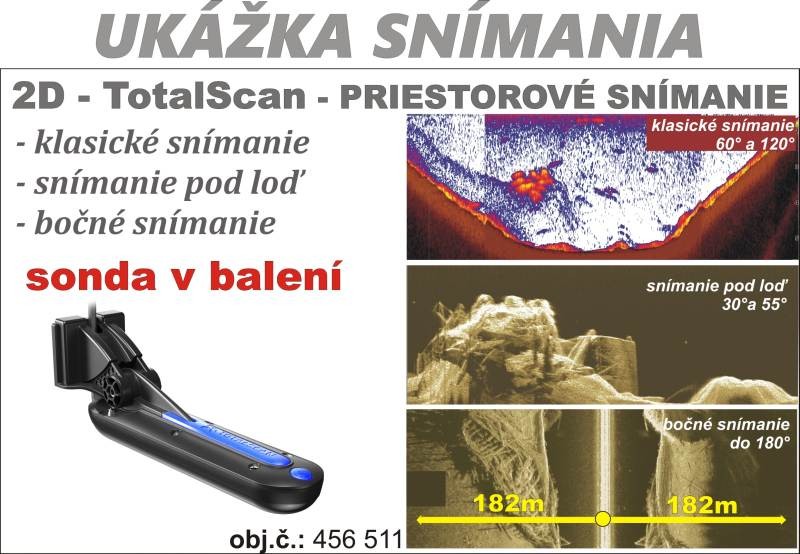 UKÁŽKA SNÍMANIA
2D - TotalScan - PRIESTOROVÉ SNÍMANIE
- klasické snímanie
- snímanie pod loď
- bočné snímanie
sonda v balení
klasické snímanie
60° a 120°
snímanie pod loď
30°a 55°
bočné snímanie
do 180°
182m
182m
obj.č.: 456 511